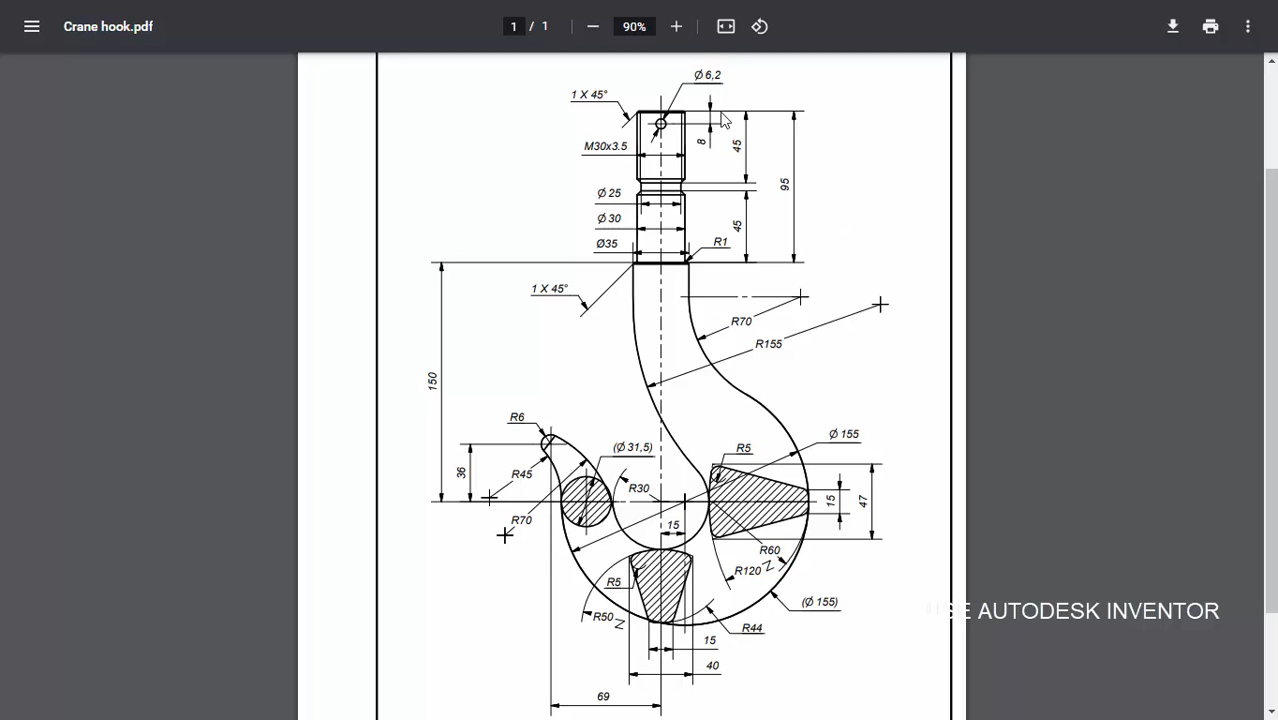 Crane hook.pdf
1 / 1
90%
Ø 6,2
1 X 45°
M30x3.5
8
45
95
Ø 25
Ø 30
45
Ø35
R1
1 X 45°
R70
R155
150
R6
Ø 155
(Ø 31,5)
R5
36
R45
R30
15
47
R70
15
R60
R120
R5
(Ø 155)
R50
R44
15
40
69
USE AUTODESK INVENTOR